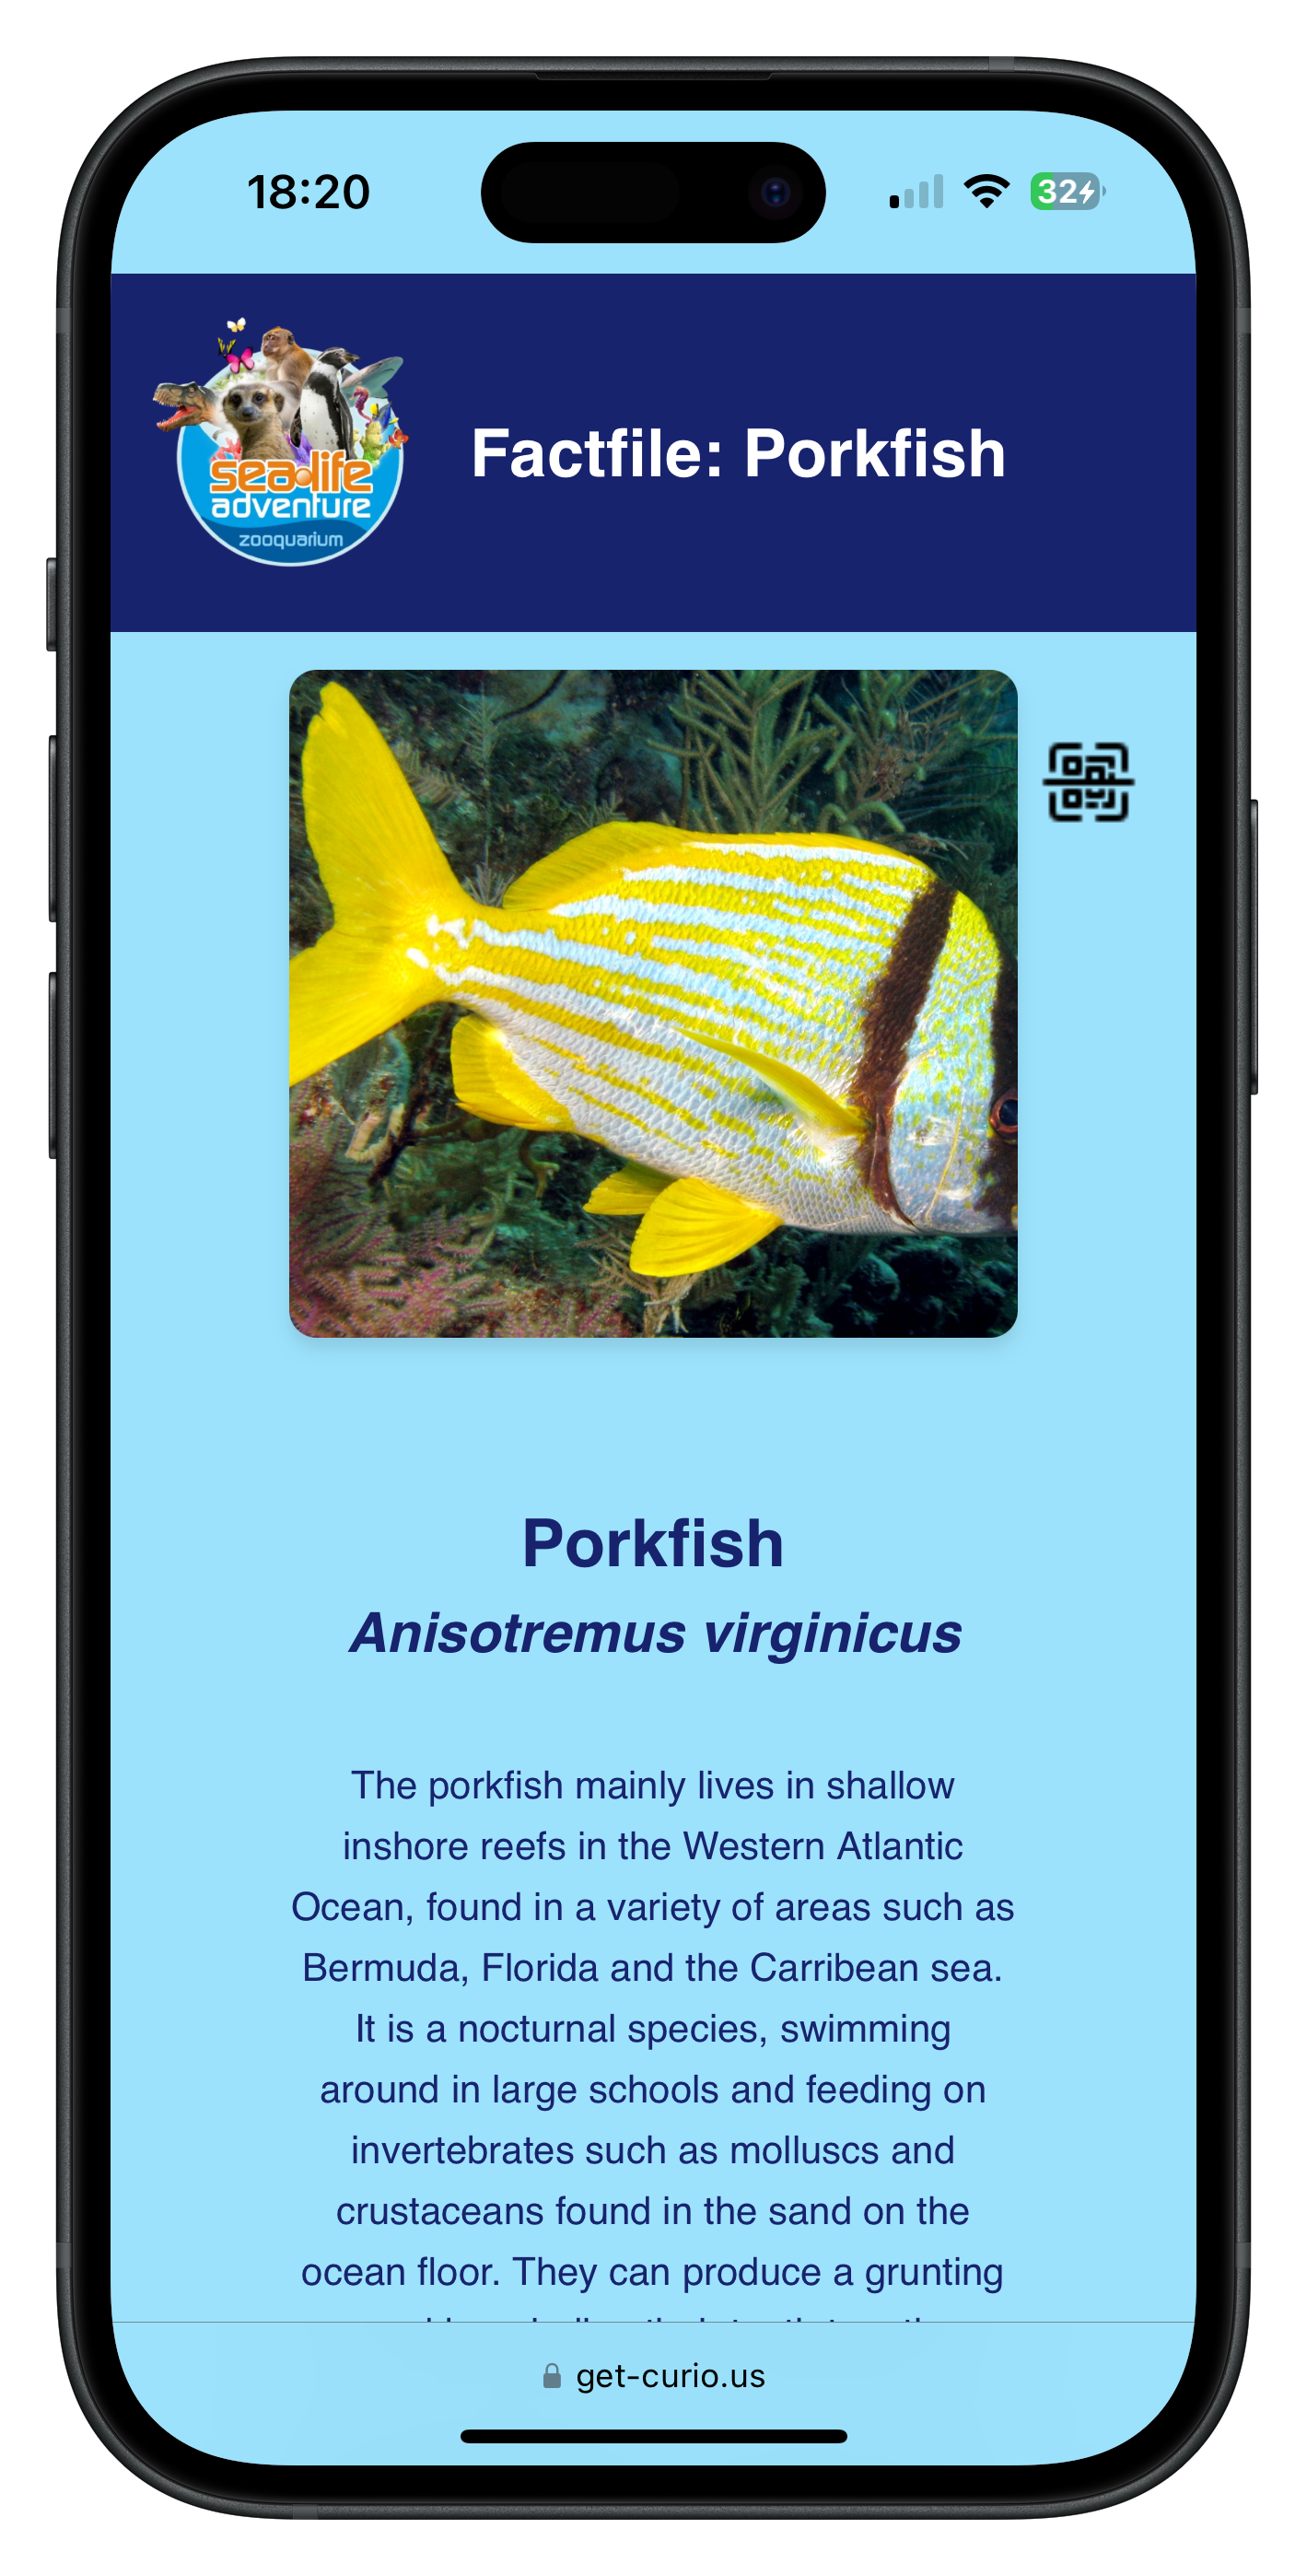 18:20
32
sea life
adventure
zooquarium
Factfile: Porkfish
Porkfish
Anisotremus virginicus
The porkfish mainly lives in shallow
inshore reefs in the Western Atlantic
Ocean, found in a variety of areas such as
Bermuda, Florida and the Carribean sea.
It is a nocturnal species, swimming
around in large schools and feeding on
invertebrates such as molluscs and
crustaceans found in the sand on the
ocean floor. They can produce a grunting
get-curio.us